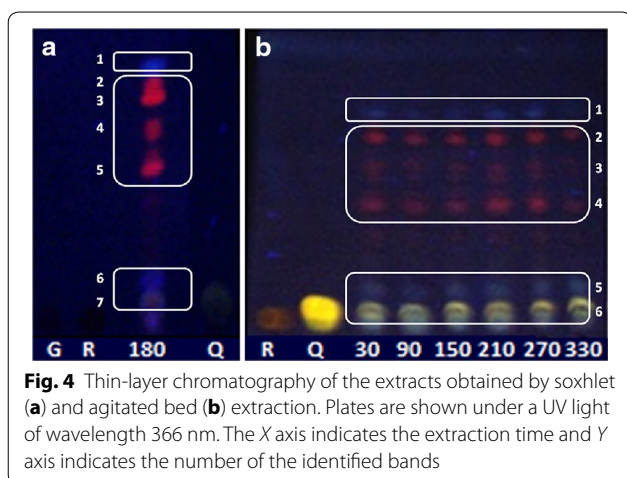 a
b
1
2
3
4
5
6
7
G R 180 Q
1
2
3
4
5
6
R Q 30 90 150 210 270 330
Fig. 4 Thin-layer chromatography of the extracts obtained by soxhlet
(a) and agitated bed (b) extraction. Plates are shown under a UV light
of wavelength 366 nm. The X axis indicates the extraction time and Y
axis indicates the number of the identified bands